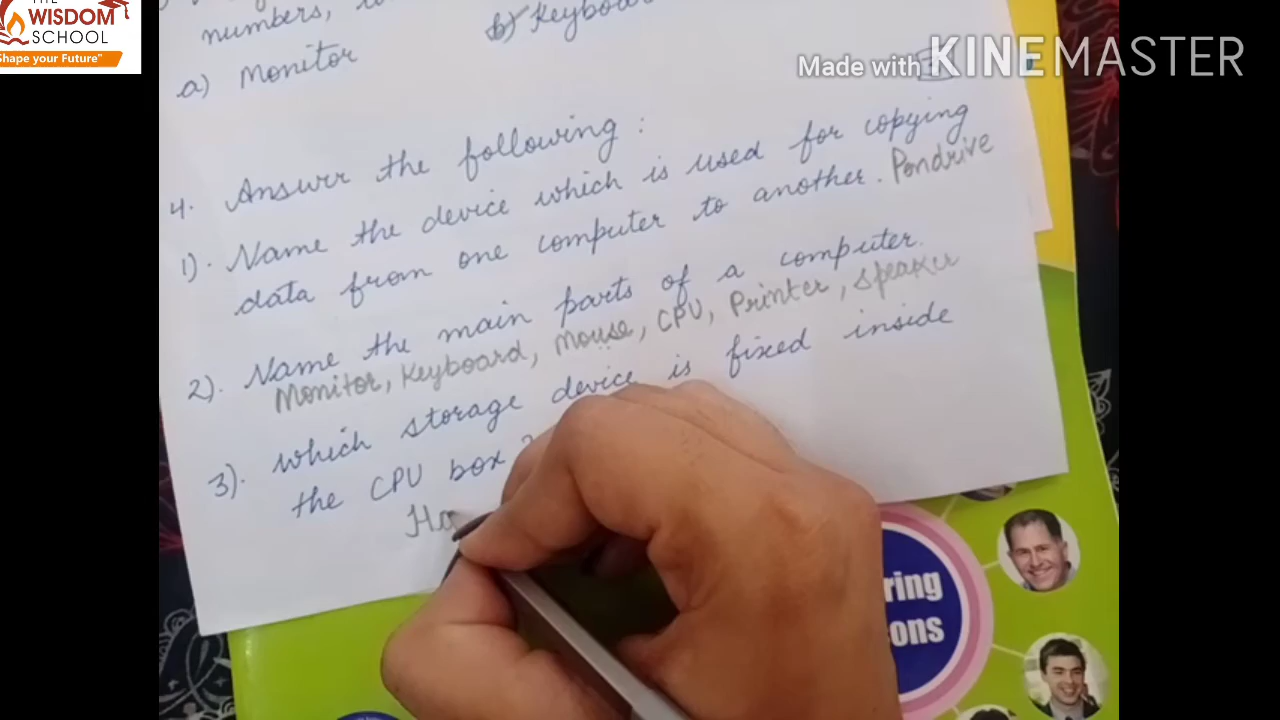 THE
WISDOM
SCHOOL
Shape your Future"
Made with KINEMASTER
numbers,
b) Keyboar
a) Monitor
4. Answer the following :
1). Name the device which is used for copying
data from one computer to another. Pendrive
2). Name the main parts of a computer.
Monitor, Keyboard, Mouse, CPU, Printer, speaker
3). which storage device is fixed inside
the CPU box ?
Ha
ring
ons